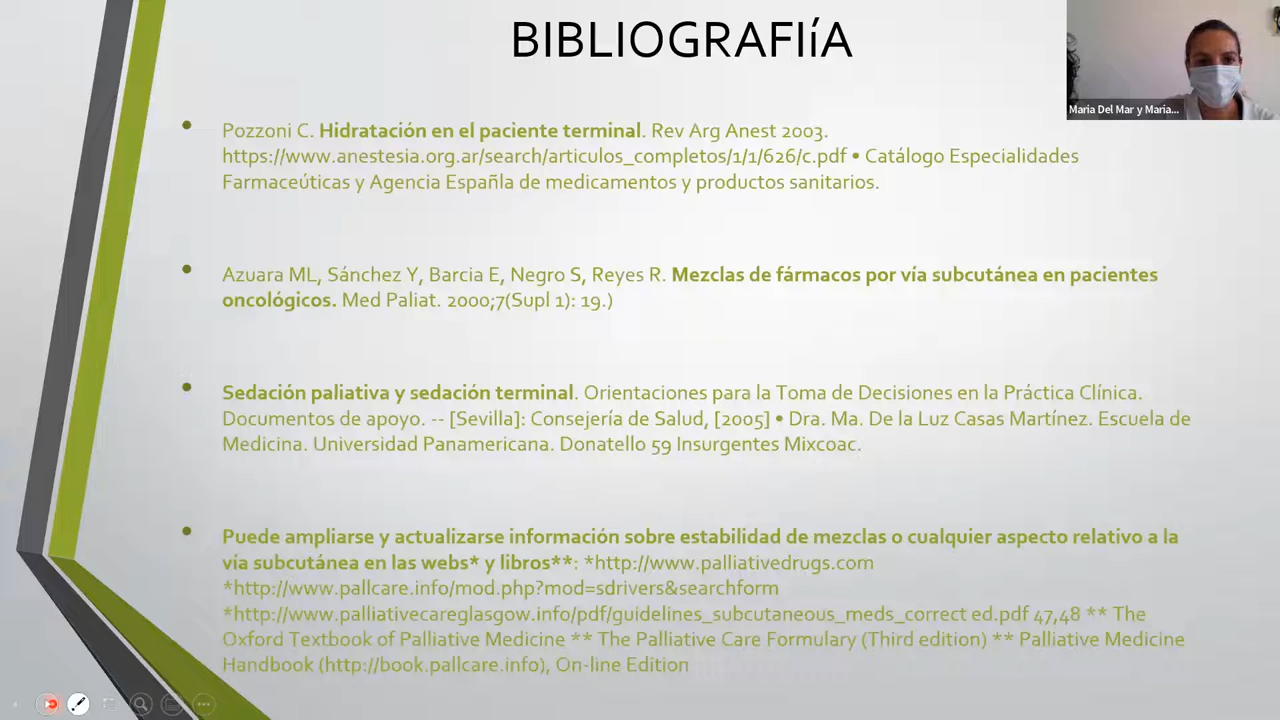 BIBLIOGRAFIíA
Maria Del Mar y Maria...
• Pozzoni C. Hidratación en el paciente terminal. Rev Arg Anest 2003.
https://www.anestesia.org.ar/search/articulos_completos/1/1/626/c.pdf • Catálogo Especialidades
Farmaceúticas y Agencia Españla de medicamentos y productos sanitarios.
• Azuara ML, Sánchez Y, Barcia E, Negro S, Reyes R. Mezclas de fármacos por vía subcutánea en pacientes
oncológicos. Med Paliat. 2000;7(Supl 1): 19.)
• Sedación paliativa y sedación terminal. Orientaciones para la Toma de Decisiones en la Práctica Clínica.
Documentos de apoyo. -- [Sevilla]: Consejería de Salud, [2005] • Dra. Ma. De la Luz Casas Martínez. Escuela de
Medicina. Universidad Panamericana. Donatello 59 Insurgentes Mixcoac.
• Puede ampliarse y actualizarse información sobre estabilidad de mezclas o cualquier aspecto relativo a la
vía subcutánea en las webs* y libros**: *http://www.palliativedrugs.com
*http://www.pallcare.info/mod.php?mod=sdrivers&searchform
*http://www.palliativecareglasgow.info/pdf/guidelines_subcutaneous_meds_correct ed.pdf 47,48 ** The
Oxford Textbook of Palliative Medicine ** The Palliative Care Formulary (Third edition) ** Palliative Medicine
Handbook (http://book.pallcare.info), On-line Edition